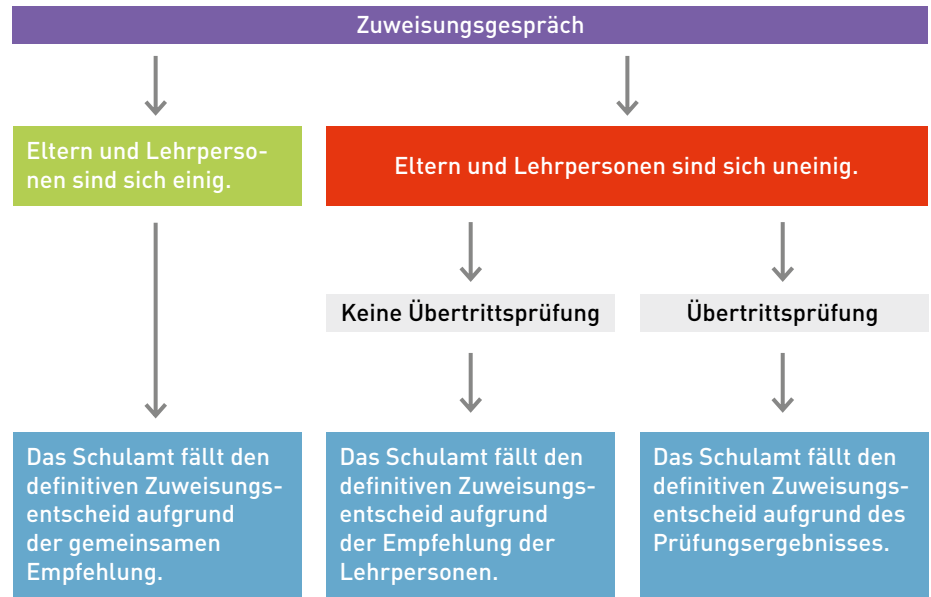 Zuweisungsgespräch
Eltern und Lehrperso-
nen sind sich einig.
Eltern und Lehrpersonen sind sich uneinig.
Keine Übertrittsprüfung
Übertrittsprüfung
Das Schulamt fällt den
definitiven Zuweisungs-
entscheid aufgrund
der gemeinsamen
Empfehlung.
Das Schulamt fällt den
definitiven Zuweisungs-
entscheid aufgrund
der Empfehlung der
Lehrpersonen.
Das Schulamt fällt den
definitiven Zuweisungs-
entscheid aufgrund des
Prüfungsergebnisses.